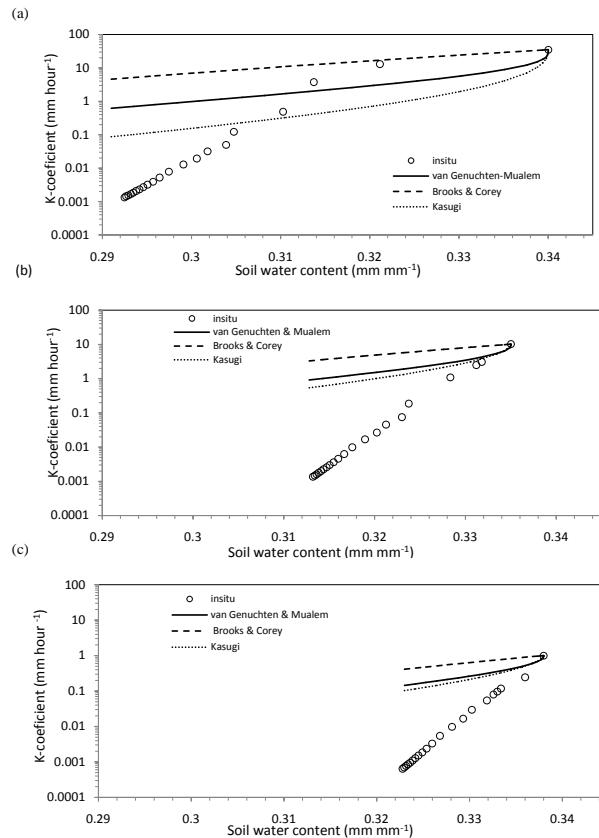 (a)
100
10
1
0.1
0.01
0.001
0.0001
K-coeficient (mm hour-1)
insitu
van Genuchten-Mualem
Brooks & Corey
Kasugi
0.29 0.3 0.31 0.32 0.33 0.34
Soil water content (mm mm-1)
(b)
100
10
1
0.1
0.01
0.001
0.0001
K-coeficient (mm hour-1)
insitu
van Genuchten & Mualem
Brooks & Corey
Kasugi
0.29 0.3 0.31 0.32 0.33 0.34
Soil water content (mm mm-1)
(c)
100
10
1
0.1
0.01
0.001
0.0001
K-coeficient (mm hour -1)
insitu
van Genuchten & Mualem
Brooks & Corey
Kasugi
0.29 0.3 0.31 0.32 0.33 0.34
Soil water content (mm mm-1)